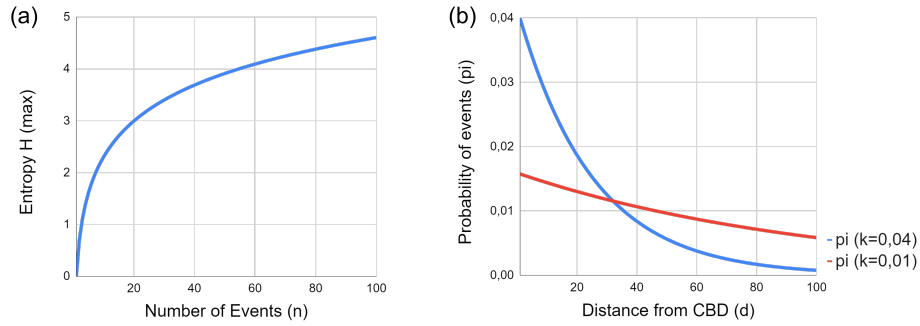 (a)
5
4
3
2
1
0
Entropy H (max)
20
40
60
80
100
Number of Events (n)
(b)
0,04
0,03
0,02
0,01
0,00
Probability of events (pi)
20
40
60
80
100
Distance from CBD (d)
pi (k=0,04)
pi (k=0,01)